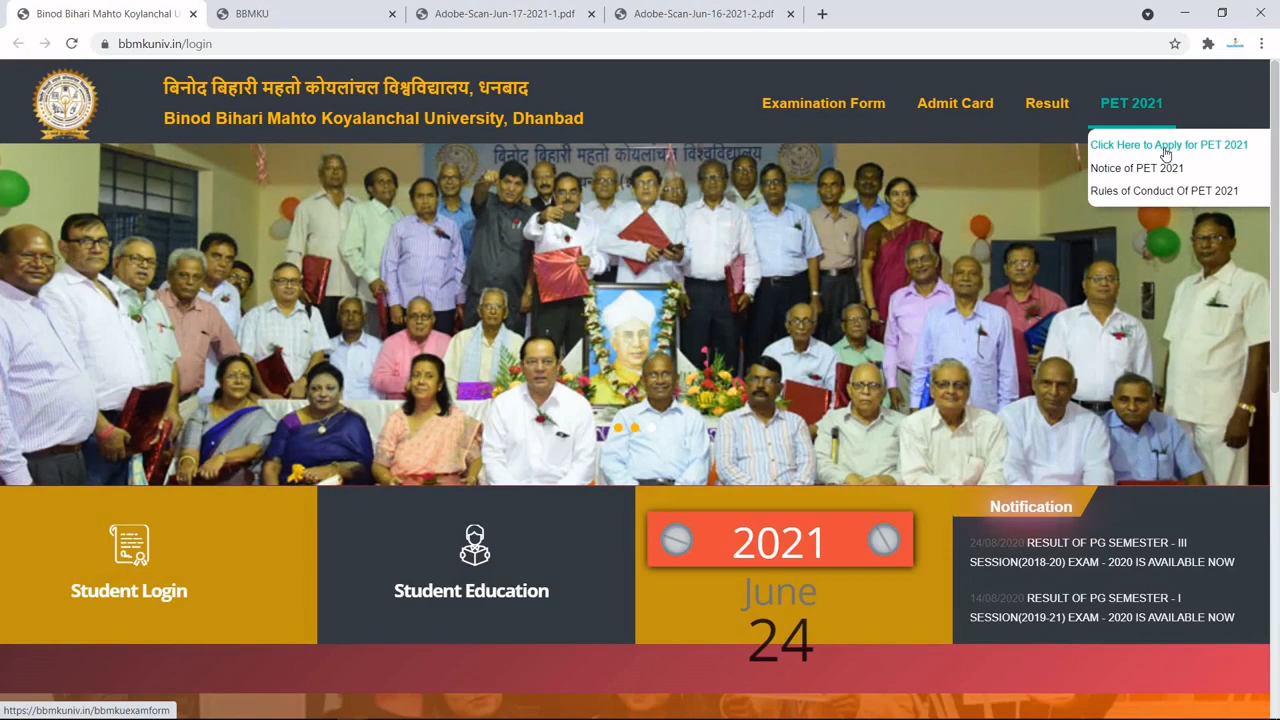 Binod Bihari Mahto Koylanchal U
BBMKU
Adobe-Scan-Jun-17-2021-1.pdf
Adobe-Scan-Jun-16-2021-2.pdf
bbmkuniv.in/login
बिनोद बिहारी महतो कोयलांचल विश्वविद्यालय, धनबाद
Binod Bihari Mahto Koyalanchal University, Dhanbad
Examination Form
Admit Card
Result
PET 2021
Click Here to Apply for PET 2021
Notice of PET 2021
Rules of Conduct Of PET 2021
बिनोद बिहारी महतो कोयलांचल विश्वविद्यालय
Student Login
Student Education
2021
June
24
Notification
24/08/2020 RESULT OF PG SEMESTER - III
SESSION(2018-20) EXAM - 2020 IS AVAILABLE NOW
14/08/2020 RESULT OF PG SEMESTER - I
SESSION(2019-21) EXAM - 2020 IS AVAILABLE NOW
https://bbmkuniv.in/bbmkuexamform